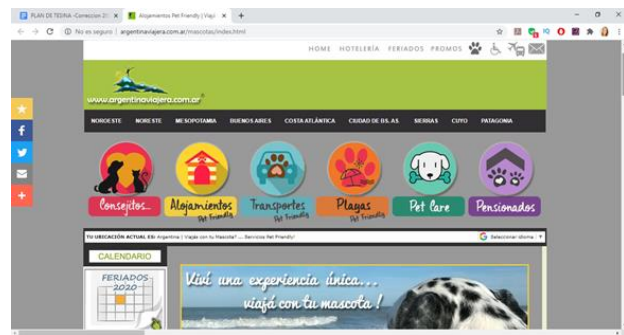 PLAN DE TESINA -Correccion 2
Alojamientos Pet Friendly | Viaj
No es seguro | argentinaviajera.com.ar/mascotas/index.html
HOME HOTELERÍA FERIADOS PROMOS
www.argentinaviajera.com.ar
NOROESTE NORESTE MESOPOTAMIA BUENOS AIRES COSTA ATLÁNTICA CIUDAD DE BS. AS. SIERRAS CUYO PATAGONIA
Consejitos... Alojamientos Transportes Playas Pet Care Pensionados
Pet Friendly Pet Friendly Pet Friendly
TU UBICACIÓN ACTUAL ES: Argentina | Viajás con tu Mascota? ... Servicios Pet Friendly! Seleccionar idioma
CALENDARIO
FERIADOS
2020
Viví una experiencia única...
viajá con tu mascota !